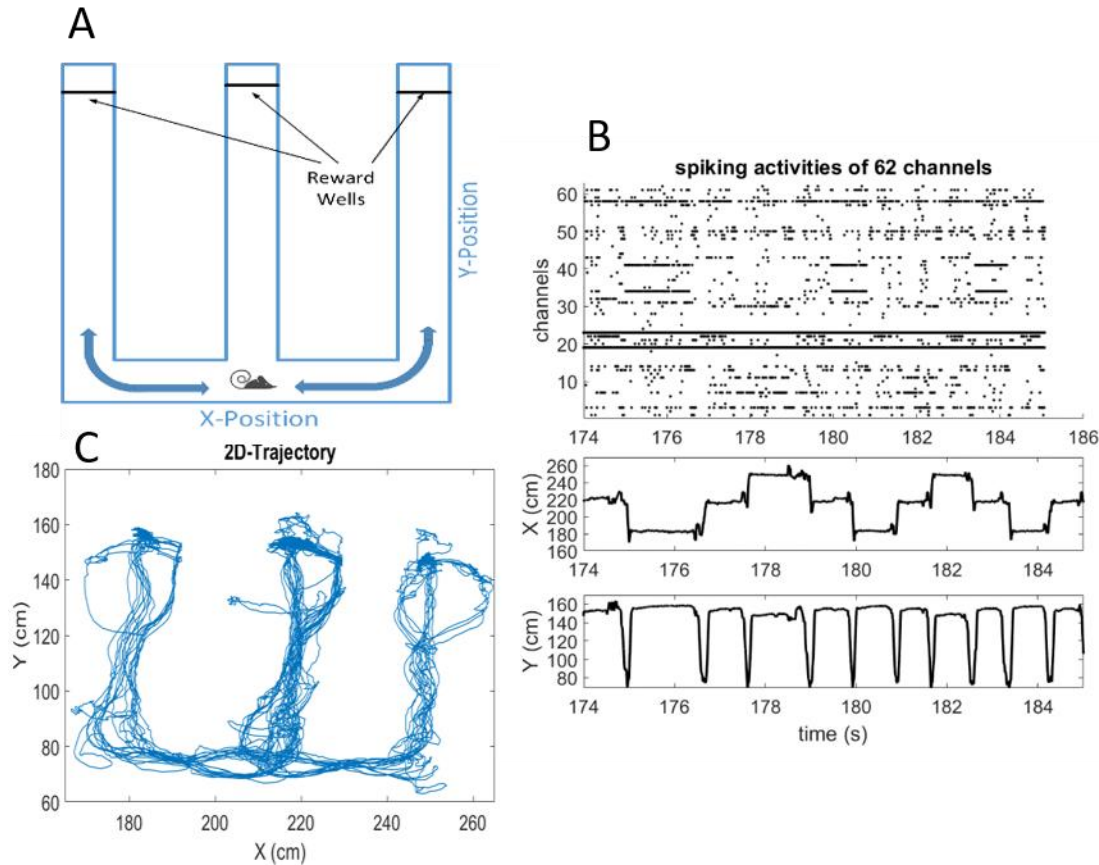 A
Reward
Wells
Y-Position
X-Position
B
spiking activities of 62 channels
channels
60
50
40
30
20
10
174 176 178 180 182 184 186
X (cm)
260
240
220
200
180
160
174 176 178 180 182 184
Y (cm)
160
140
120
100
80
174 176 178 180 182 184
time (s)
C
2D-Trajectory
Y (cm)
180
160
140
120
100
80
60
180 200 220 240 260
X (cm)